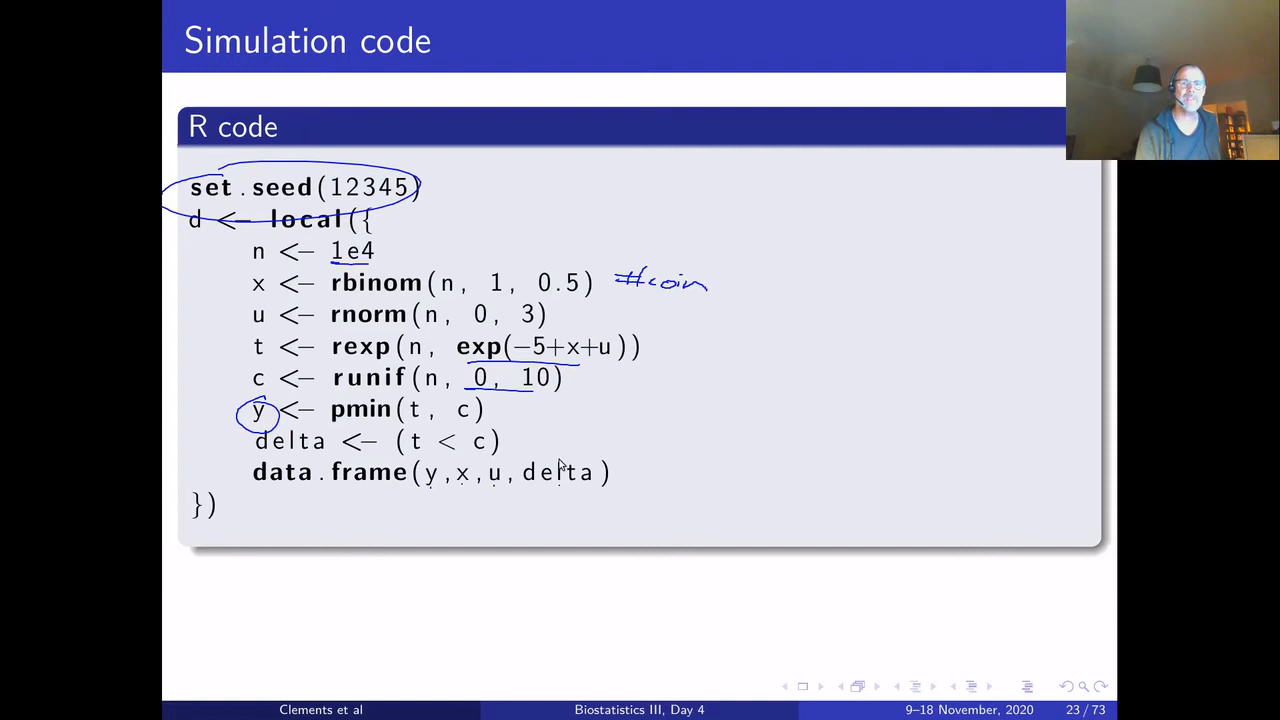 Simulation code
R code
set.seed(12345)
d <- local({
n <- 1e4
x <- rbinom(n, 1, 0.5) #coin
u <- rnorm(n, 0, 3)
t <- rexp(n, exp(-5+x+u))
c <- runif(n, 0, 10)
y <- pmin(t, c)
delta <- (t < c)
data.frame(y,x,u,delta)
})
Clements et al Biostatistics III, Day 4 9–18 November, 2020 23 / 73